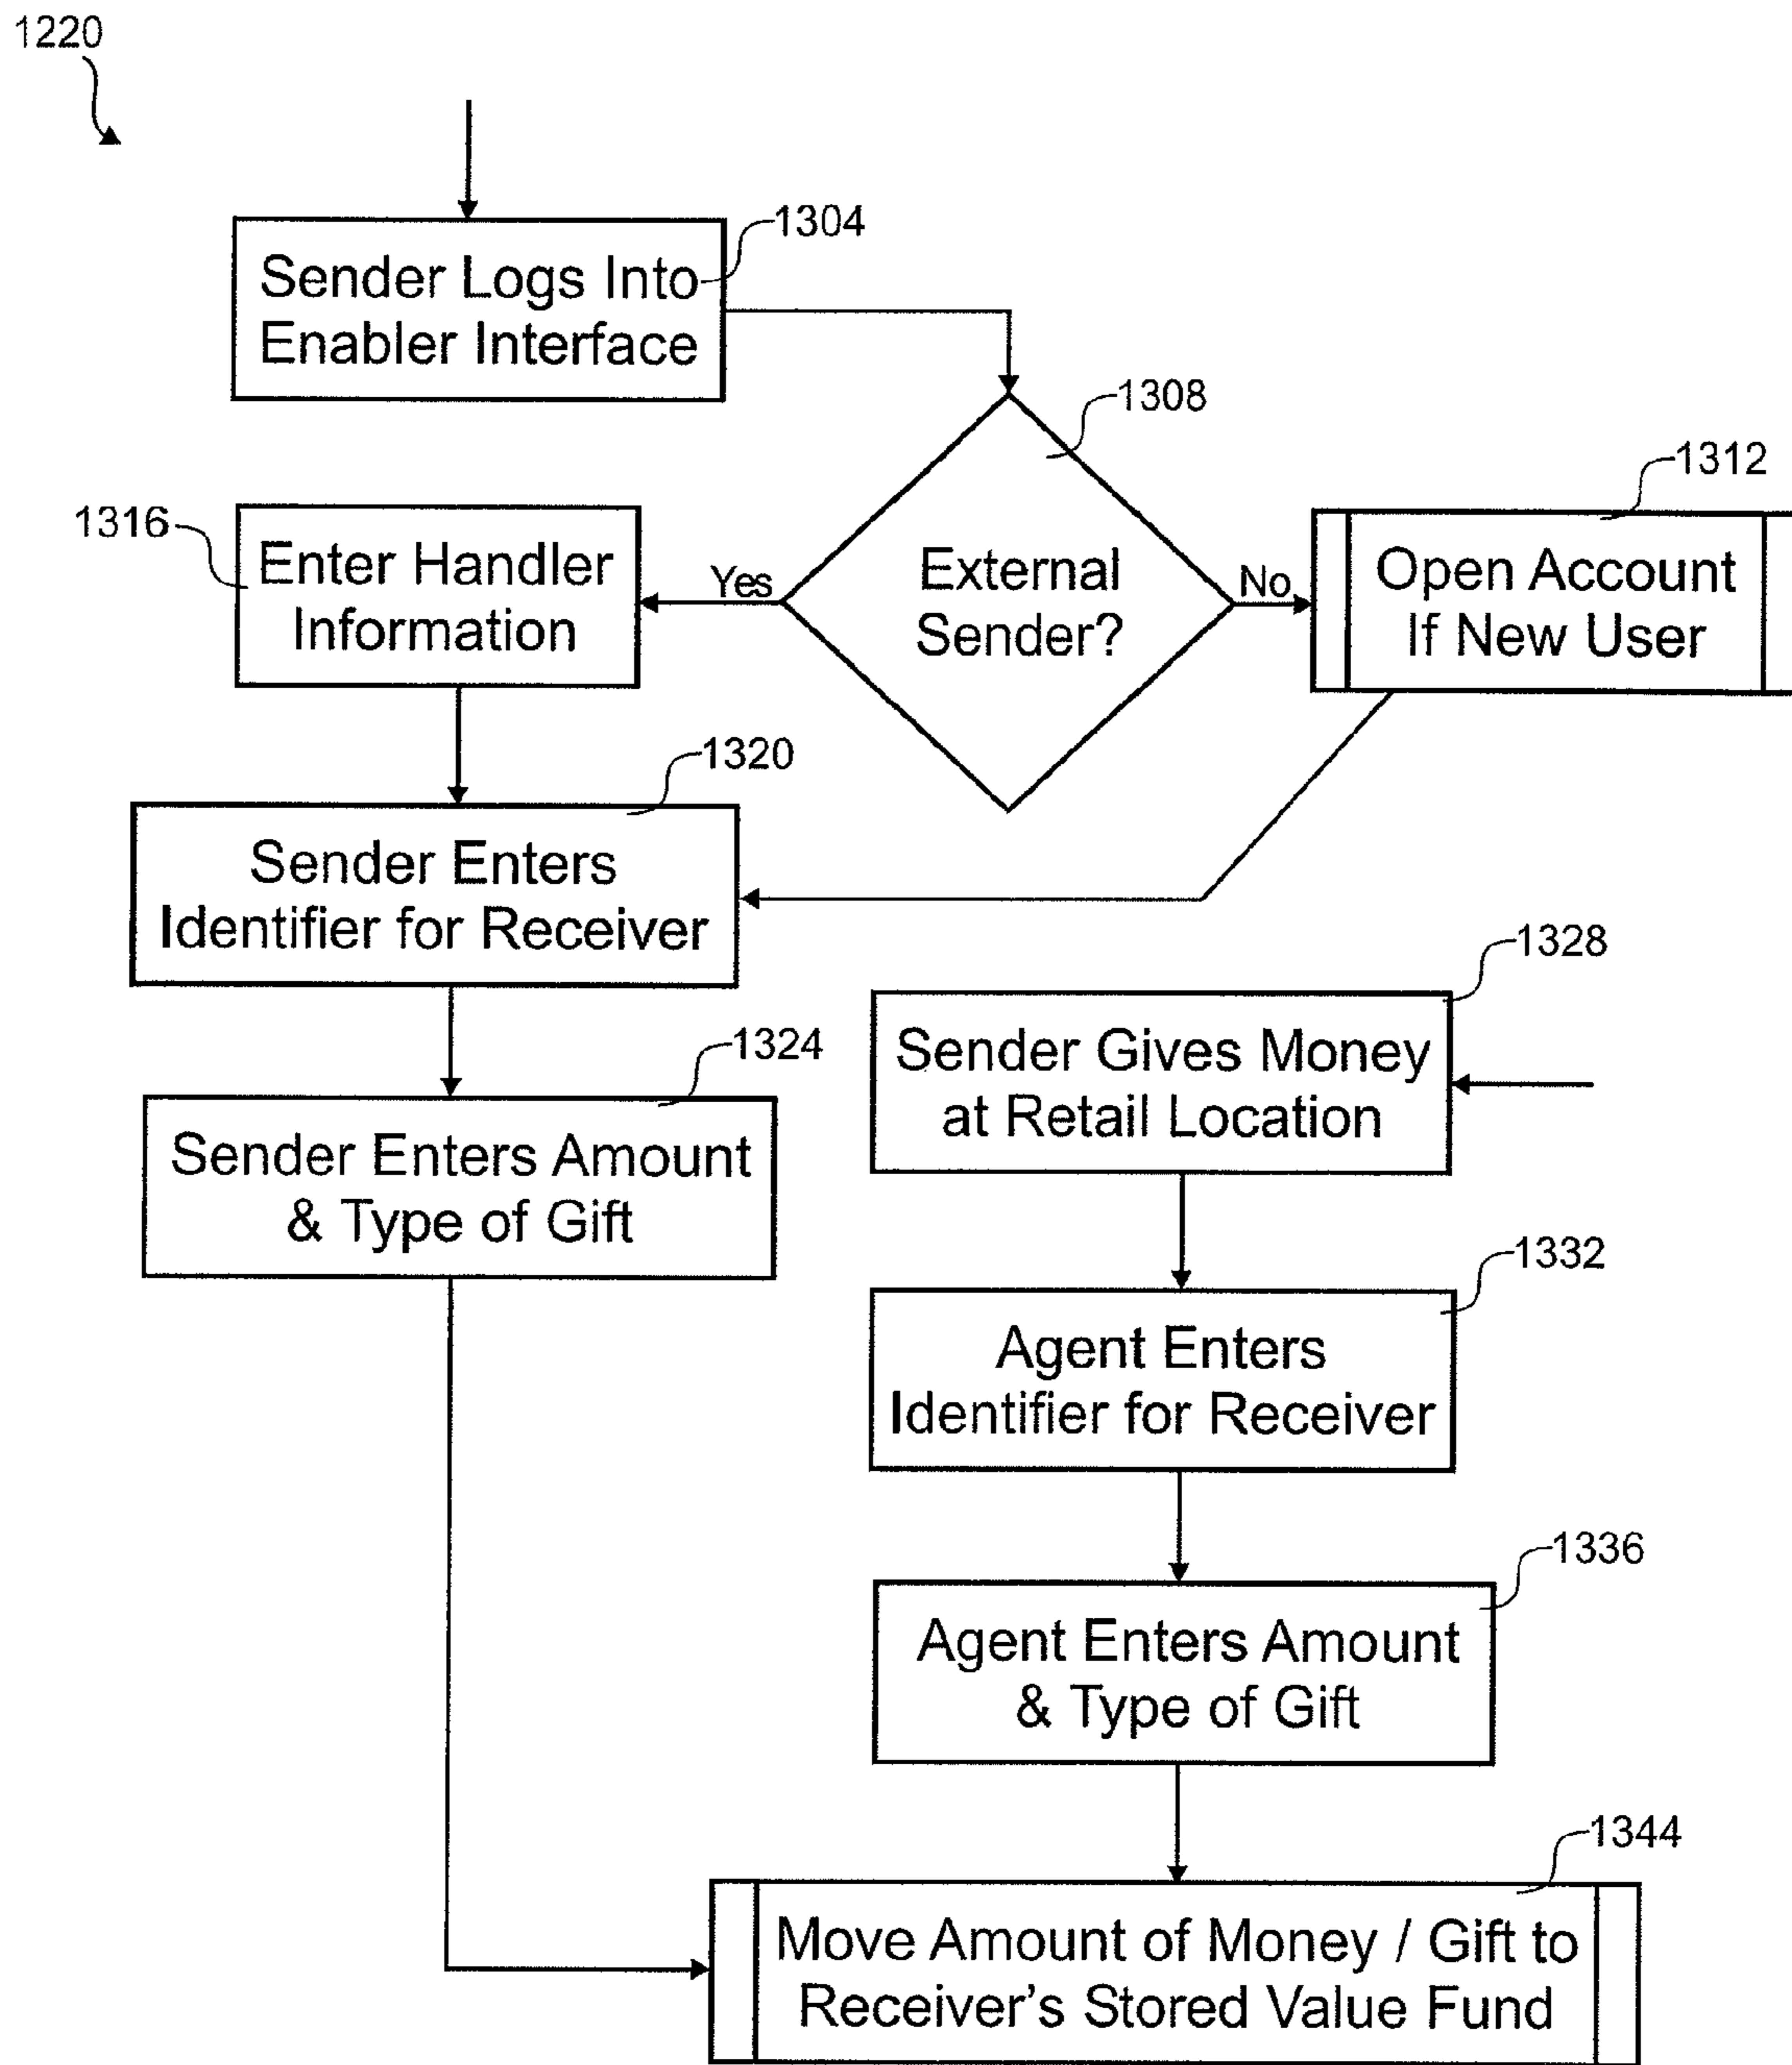 1220
1304
Sender Logs Into
Enabler Interface
1308
1312
1316
Enter Handler
Information
Yes
External
Sender?
No
Open Account
If New User
1320
Sender Enters
Identifier for Receiver
1328
Sender Gives Money
at Retail Location
1324
Sender Enters Amount
& Type of Gift
1332
Agent Enters
Identifier for Receiver
1336
Agent Enters Amount
& Type of Gift
1344
Move Amount of Money / Gift to
Receiver's Stored Value Fund